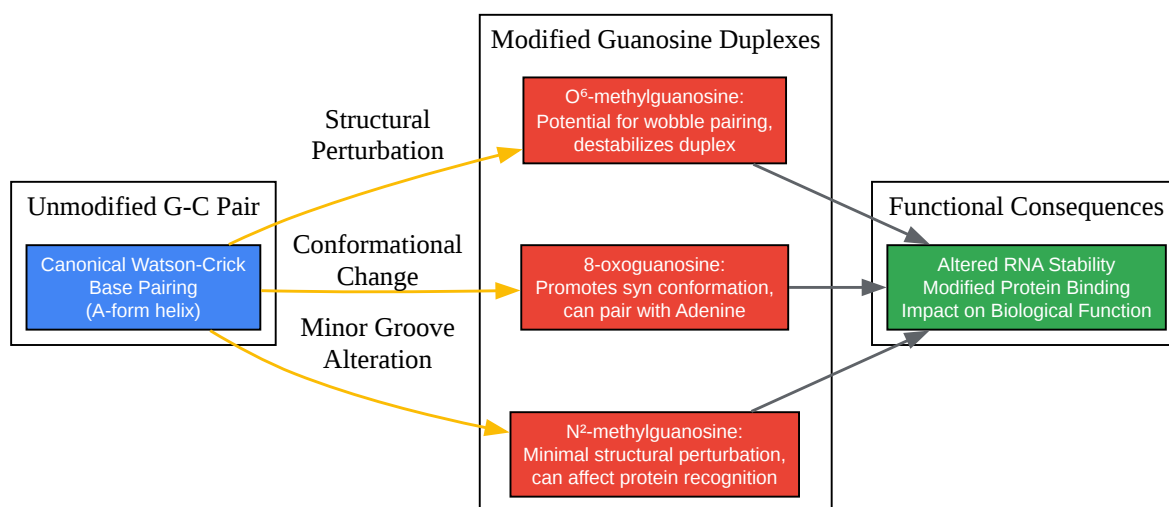 Modified Guanosine Duplexes
O⁶-methylguanosine:
Potential for wobble pairing,
destabilizes duplex
Structural
Perturbation
Unmodified G-C Pair
Functional Consequences
Canonical Watson-Crick
Base Pairing
(A-form helix)
Conformational
Change
8-oxoguanosine:
Promotes syn conformation,
can pair with Adenine
Altered RNA Stability
Modified Protein Binding
Impact on Biological Function
Minor Groove
Alteration
N²-methylguanosine:
Minimal structural perturbation,
can affect protein recognition